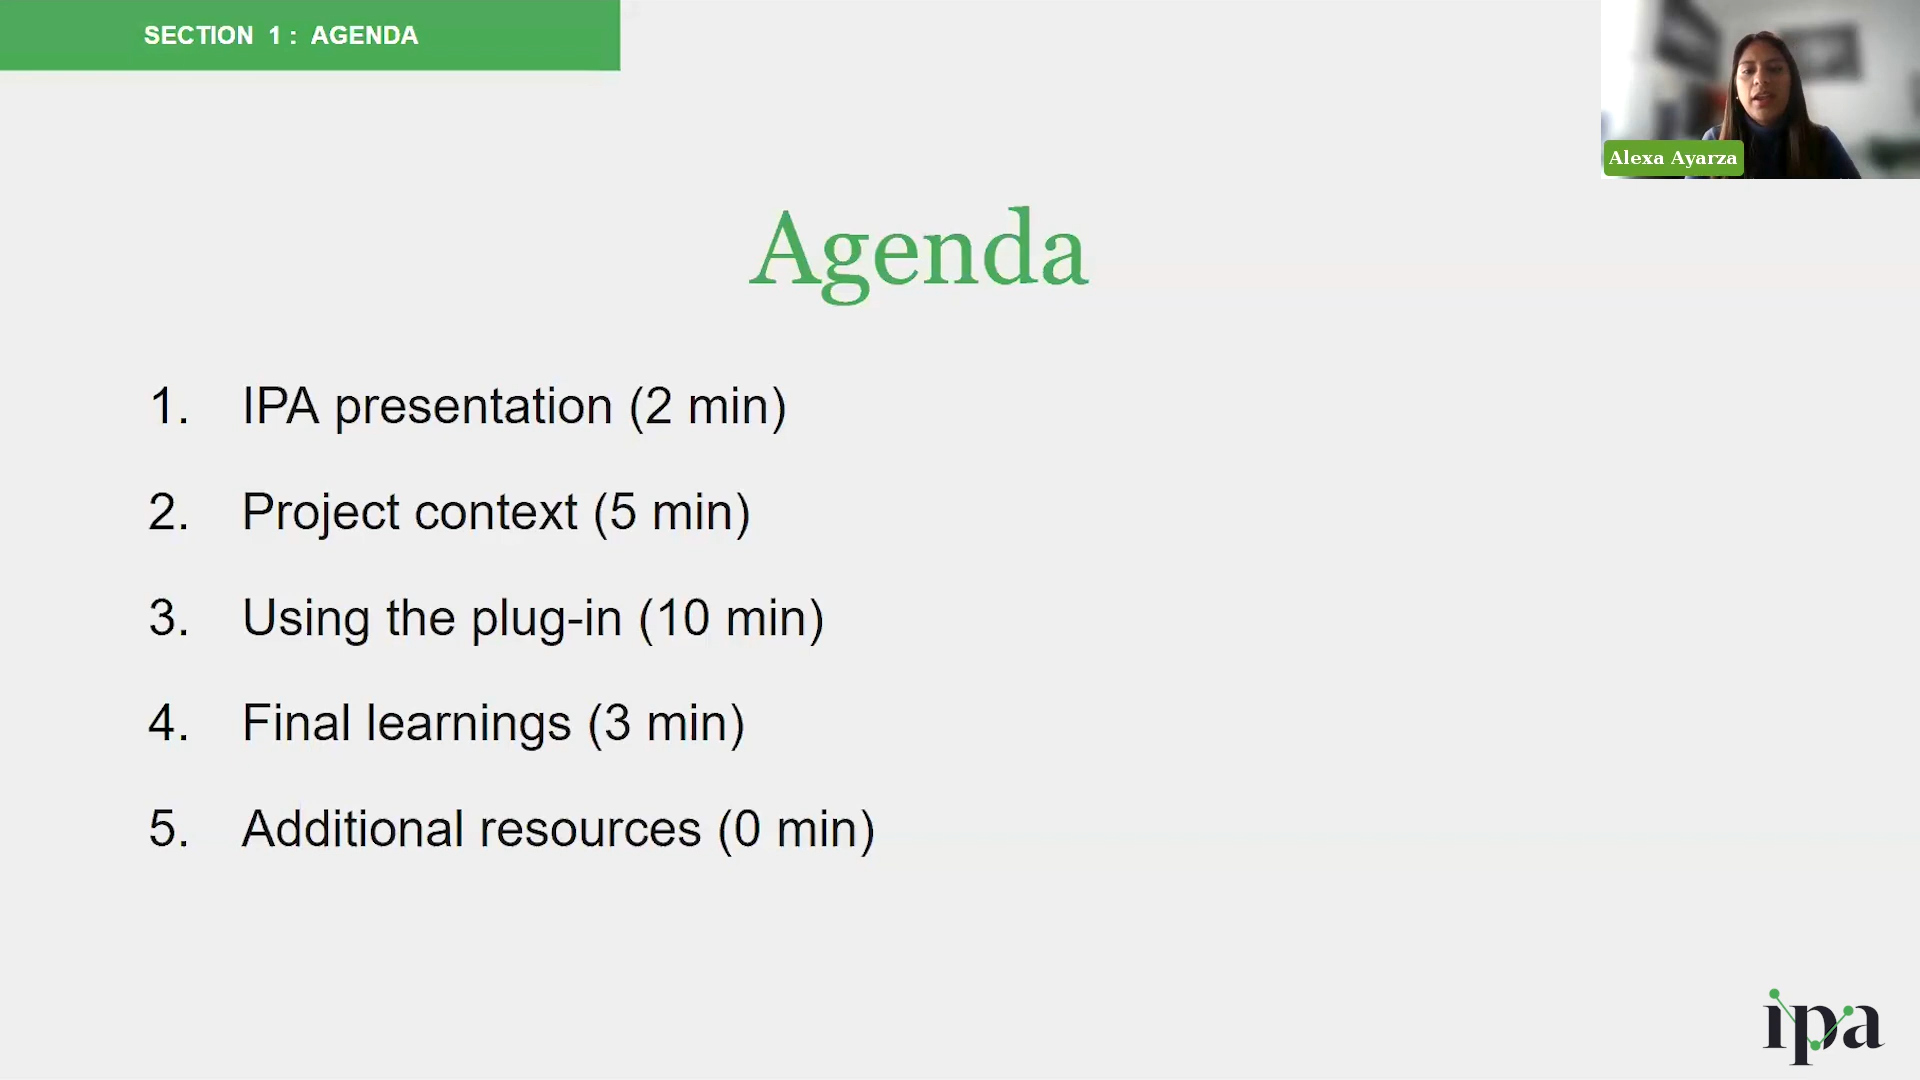 SECTION 1 : AGENDA
Alexa Ayarza
Agenda
1. IPA presentation (2 min)
2. Project context (5 min)
3. Using the plug-in (10 min)
4. Final learnings (3 min)
5. Additional resources (0 min)
ipa